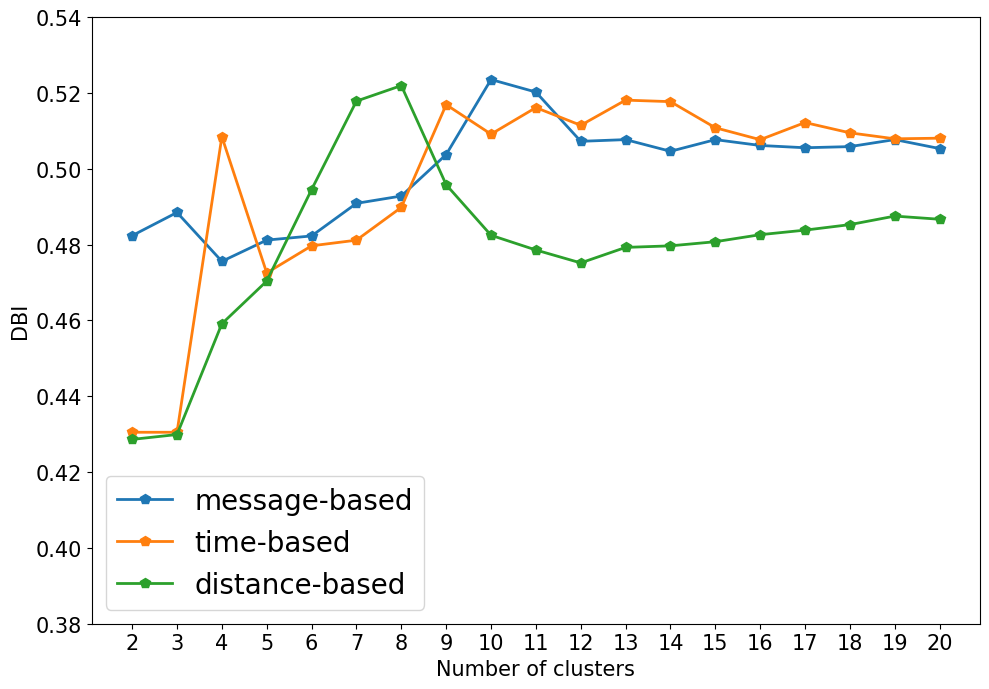 0.54
0.52
0.50
0.48
0.46
0.44
0.42
0.40
0.38
DBI
message-based
time-based
distance-based
2 3 4 5 6 7 8 9 10 11 12 13 14 15 16 17 18 19 20
Number of clusters